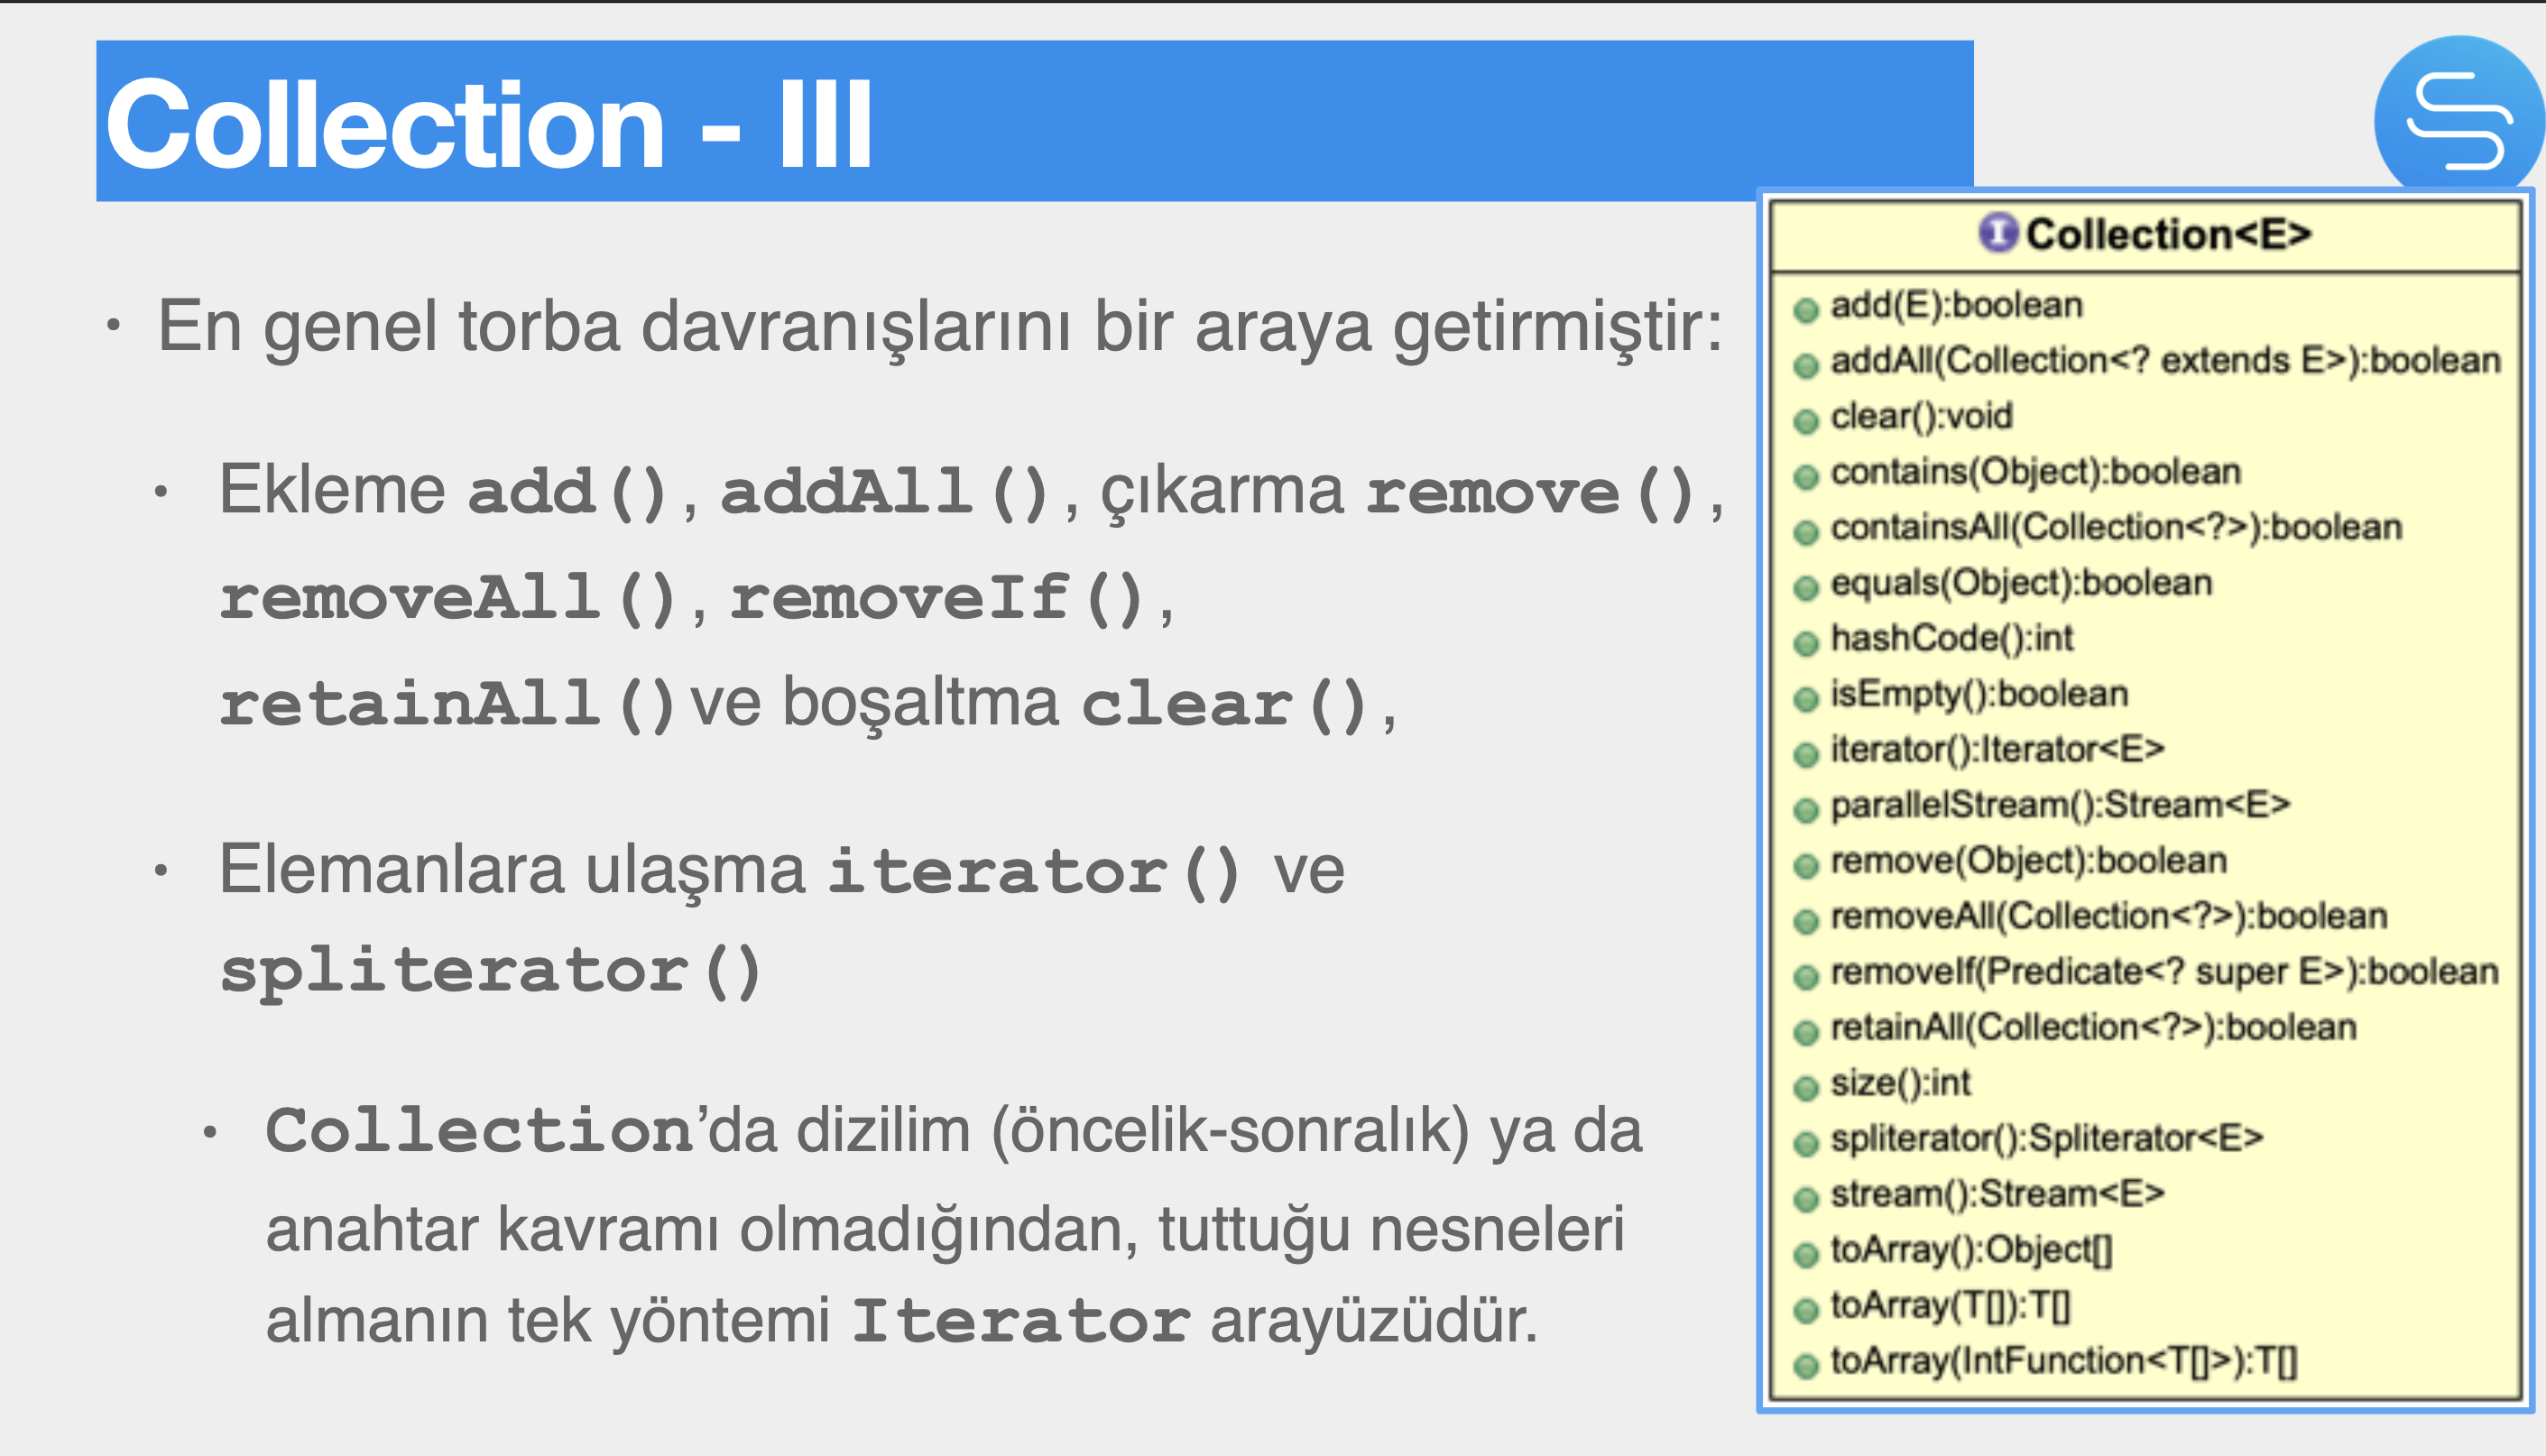 Collection - III
• En genel torba davranışlarını bir araya getirmiştir:
• Ekleme add(), addAll(), çıkarma remove(),
removeAll(), removeIf(),
retainAll()ve boşaltma clear(),
• Elemanlara ulaşma iterator() ve
spliterator()
• Collection’da dizilim (öncelik-sonralık) ya da
anahtar kavramı olmadığından, tuttuğu nesneleri
almanın tek yöntemi Iterator arayüzüdür.
I Collection<E>
add(E):boolean
addAll(Collection<? extends E>):boolean
clear():void
contains(Object):boolean
containsAll(Collection<?>):boolean
equals(Object):boolean
hashCode():int
isEmpty():boolean
iterator():Iterator<E>
parallelStream():Stream<E>
remove(Object):boolean
removeAll(Collection<?>):boolean
removeIf(Predicate<? super E>):boolean
retainAll(Collection<?>):boolean
size():int
spliterator():Spliterator<E>
stream():Stream<E>
toArray():Object[]
toArray(T[]):T[]
toArray(IntFunction<T[]>):T[]